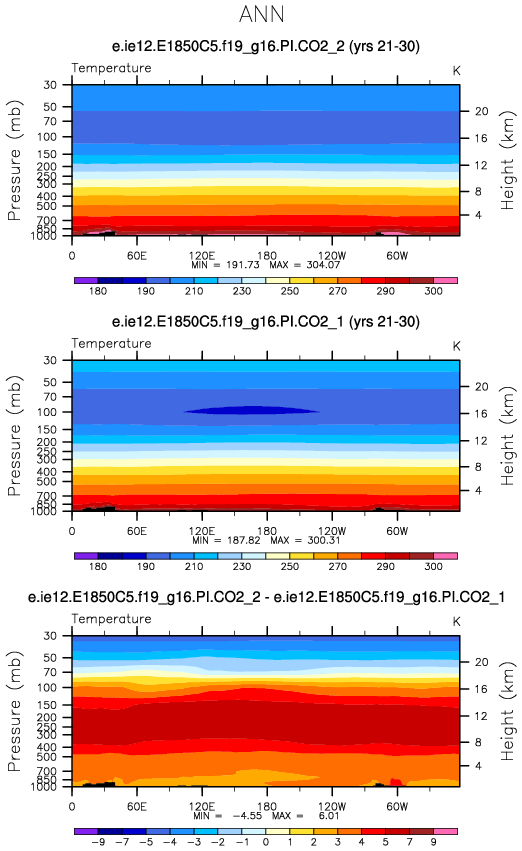 ANN
e.ie12.E1850C5.f19_g16.PI.CO2_2 (yrs 21-30)
Temperature K
30
50
70
100
150
200
250
300
400
500
700
850
1000
Pressure (mb)
20
16
12
8
4
Height (km)
0 60E 120E 180 120W 60W
MIN = 191.73 MAX = 304.07
180 190 210 230 250 270 290 300
e.ie12.E1850C5.f19_g16.PI.CO2_1 (yrs 21-30)
Temperature K
30
50
70
100
150
200
250
300
400
500
700
850
1000
Pressure (mb)
20
16
12
8
4
Height (km)
0 60E 120E 180 120W 60W
MIN = 187.82 MAX = 300.31
180 190 210 230 250 270 290 300
e.ie12.E1850C5.f19_g16.PI.CO2_2 - e.ie12.E1850C5.f19_g16.PI.CO2_1
Temperature K
30
50
70
100
150
200
250
300
400
500
700
850
1000
Pressure (mb)
20
16
12
8
4
Height (km)
0 60E 120E 180 120W 60W
MIN = -4.55 MAX = 6.01
-9 -7 -5 -4 -3 -2 -1 0 1 2 3 4 5 7 9